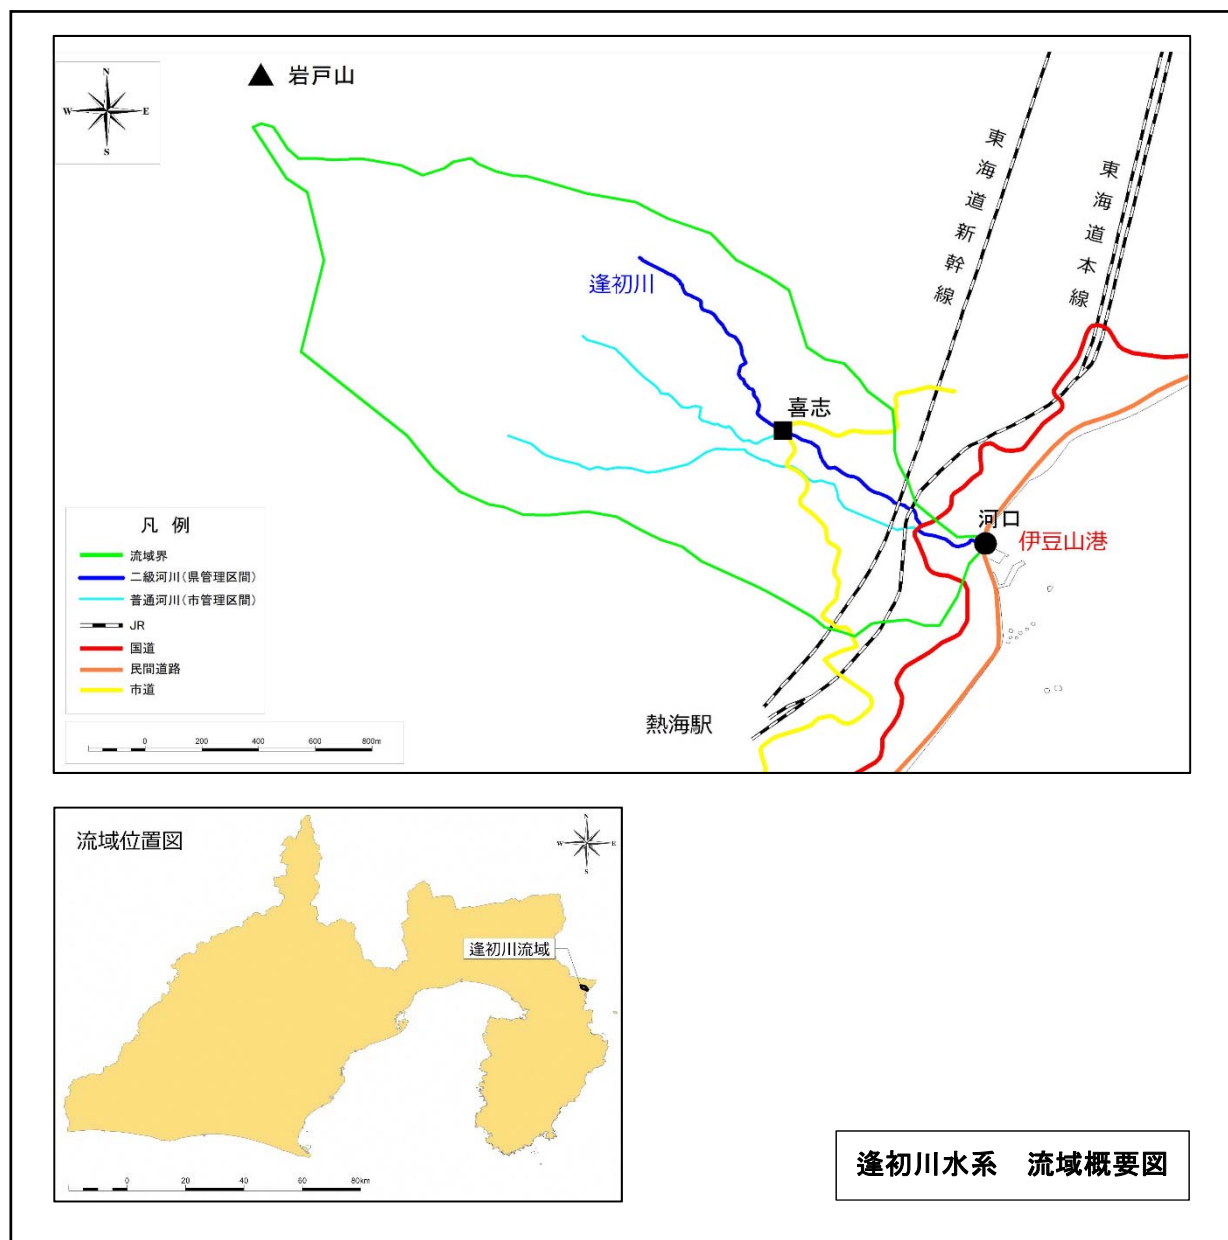 N
W
E
S
岩戸山
東海道新幹線
東海道本線
逢初川
喜志
河口
伊豆山港
熱海駅
凡 例
流域界
二級河川(県管理区間)
普通河川(市管理区間)
JR
国道
民間道路
市道
0 200 400 600 800m
流域位置図
N
W
E
S
逢初川流域
0 20 40 60 80km
逢初川水系 流域概要図